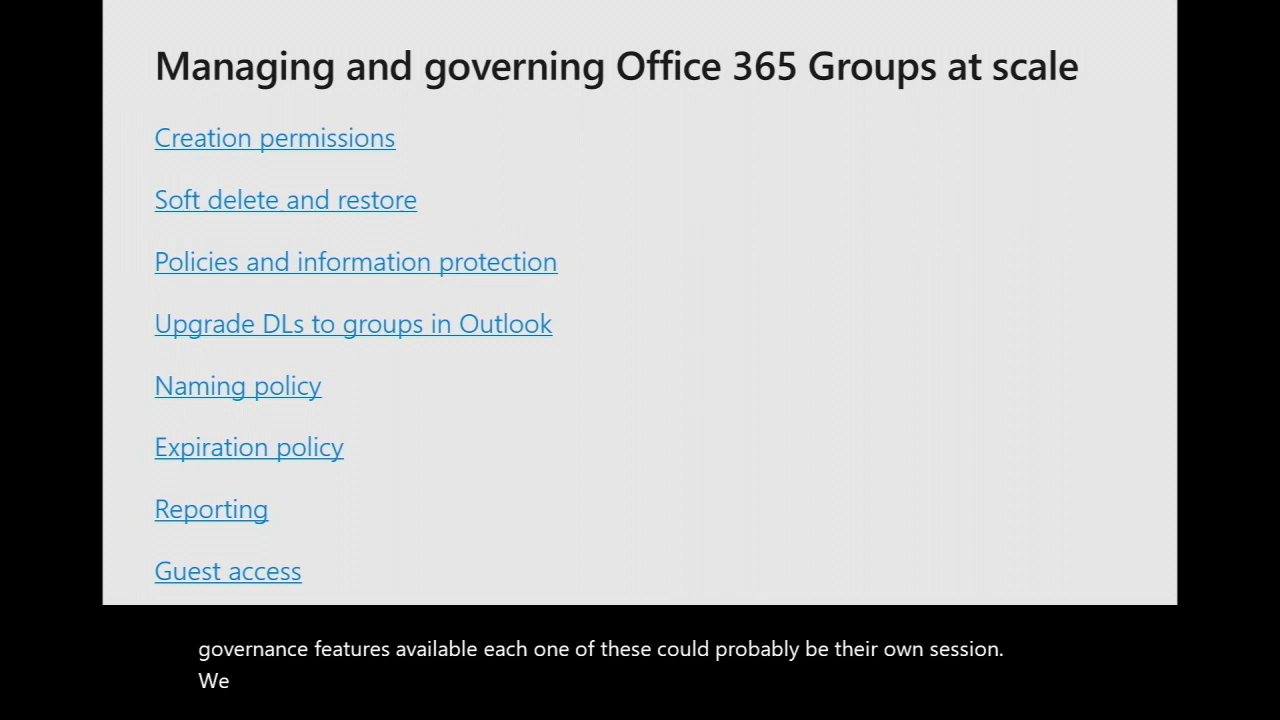 Managing and governing Office 365 Groups at scale
Creation permissions
Soft delete and restore
Policies and information protection
Upgrade DLs to groups in Outlook
Naming policy
Expiration policy
Reporting
Guest access
governance features available each one of these could probably be their own session.
We